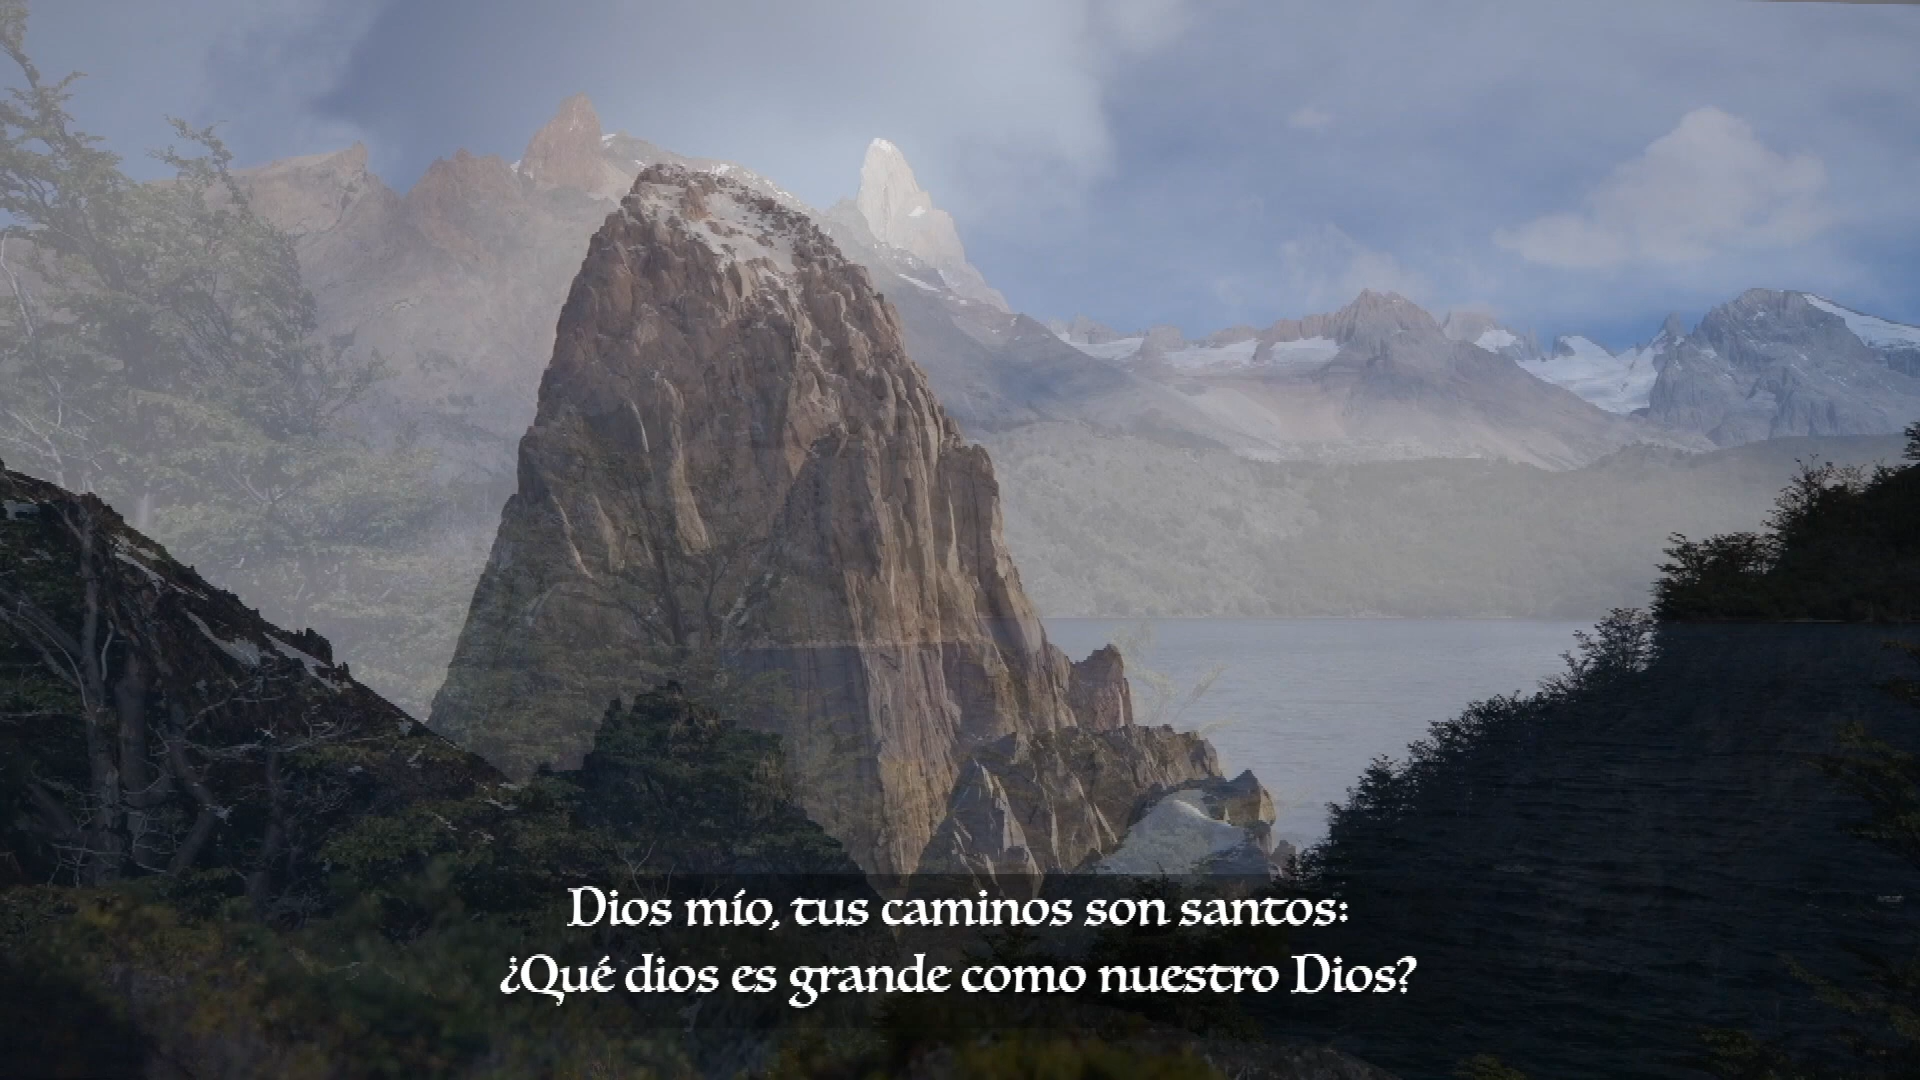 Dios mío, tus caminos son santos:
¿Qué dios es grande como nuestro Dios?